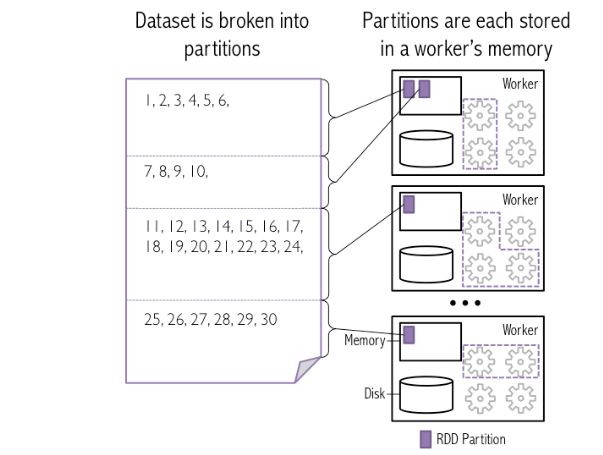 Dataset is broken into
partitions
Partitions are each stored
in a worker's memory
1, 2, 3, 4, 5, 6,
7, 8, 9, 10,
11, 12, 13, 14, 15, 16, 17,
18, 19, 20, 21, 22, 23, 24,
25, 26, 27, 28, 29, 30
Worker
Worker
•••
Worker
Memory
Disk
RDD Partition